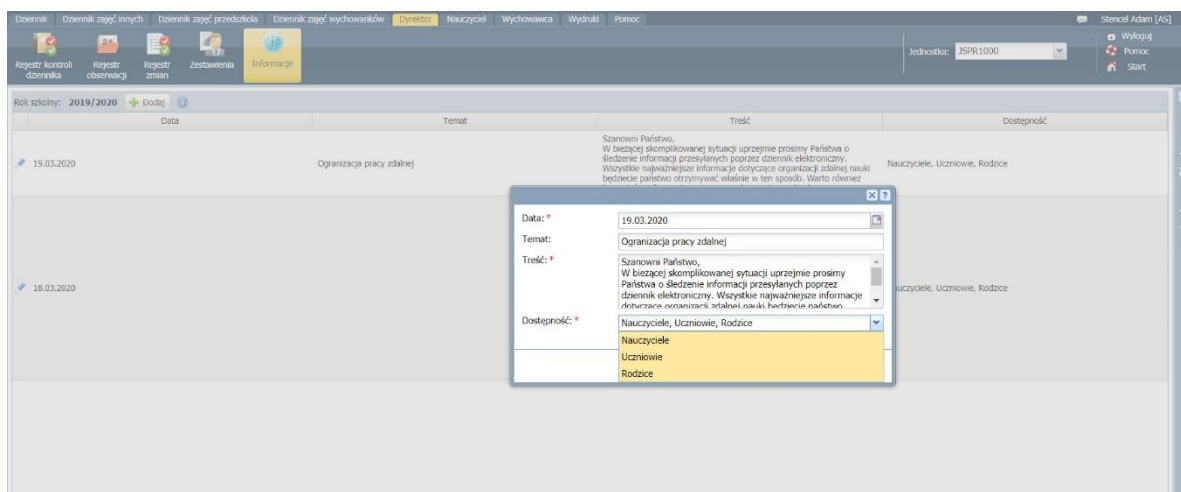 Dziennik Dziennik zajęć innych Dziennik zajęć przedszkola Dziennik zajęć wychowanków Dyrektor Nauczyciel Wychowawca Wydruki Pomoc Stencel Adam [AS]
Rejestr kontroli dziennika
Rejestr obserwacji
Rejestr zmian
Zestawienia
Informacje
Jednostka: JSPR1000
Wyloguj
Pomoc
Start
Rok szkolny: 2019/2020 Dodaj
Data Temat Treść Dostępność
19.03.2020 Ogranizacja pracy zdalnej
Szanowni Państwo,
W bieżącej skomplikowanej sytuacji uprzejmie prosimy Państwa o
śledzenie informacji przesyłanych poprzez dziennik elektroniczny.
Wszystkie najważniejsze informacje dotyczące organizacji zdalnej nauki
będziecie państwo otrzymywać właśnie w ten sposób. Warto również
Nauczyciele, Uczniowie, Rodzice
18.03.2020
Nauczyciele, Uczniowie, Rodzice
Data: * 19.03.2020
Temat: Ogranizacja pracy zdalnej
Treść: * Szanowni Państwo,
W bieżącej skomplikowanej sytuacji uprzejmie prosimy
Państwa o śledzenie informacji przesyłanych poprzez
dziennik elektroniczny. Wszystkie najważniejsze informacje
dotyczące organizacji zdalnej nauki będziecie państwo
Dostępność: * Nauczyciele, Uczniowie, Rodzice
Nauczyciele
Uczniowie
Rodzice